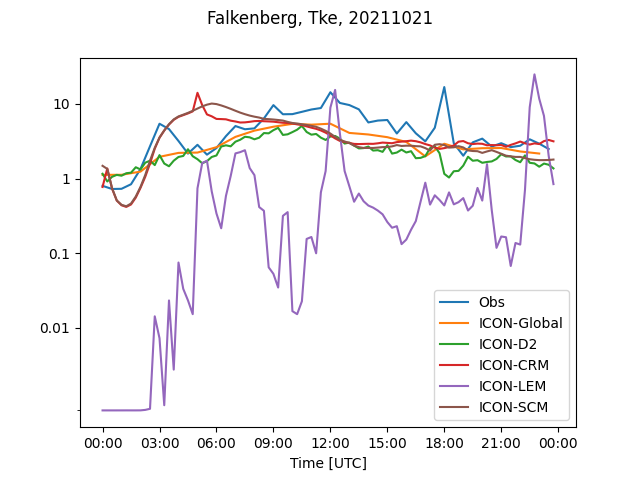 Falkenberg, Tke, 20211021
10
1
0.1
0.01
Obs
ICON-Global
ICON-D2
ICON-CRM
ICON-LEM
ICON-SCM
00:00 03:00 06:00 09:00 12:00 15:00 18:00 21:00 00:00
Time [UTC]